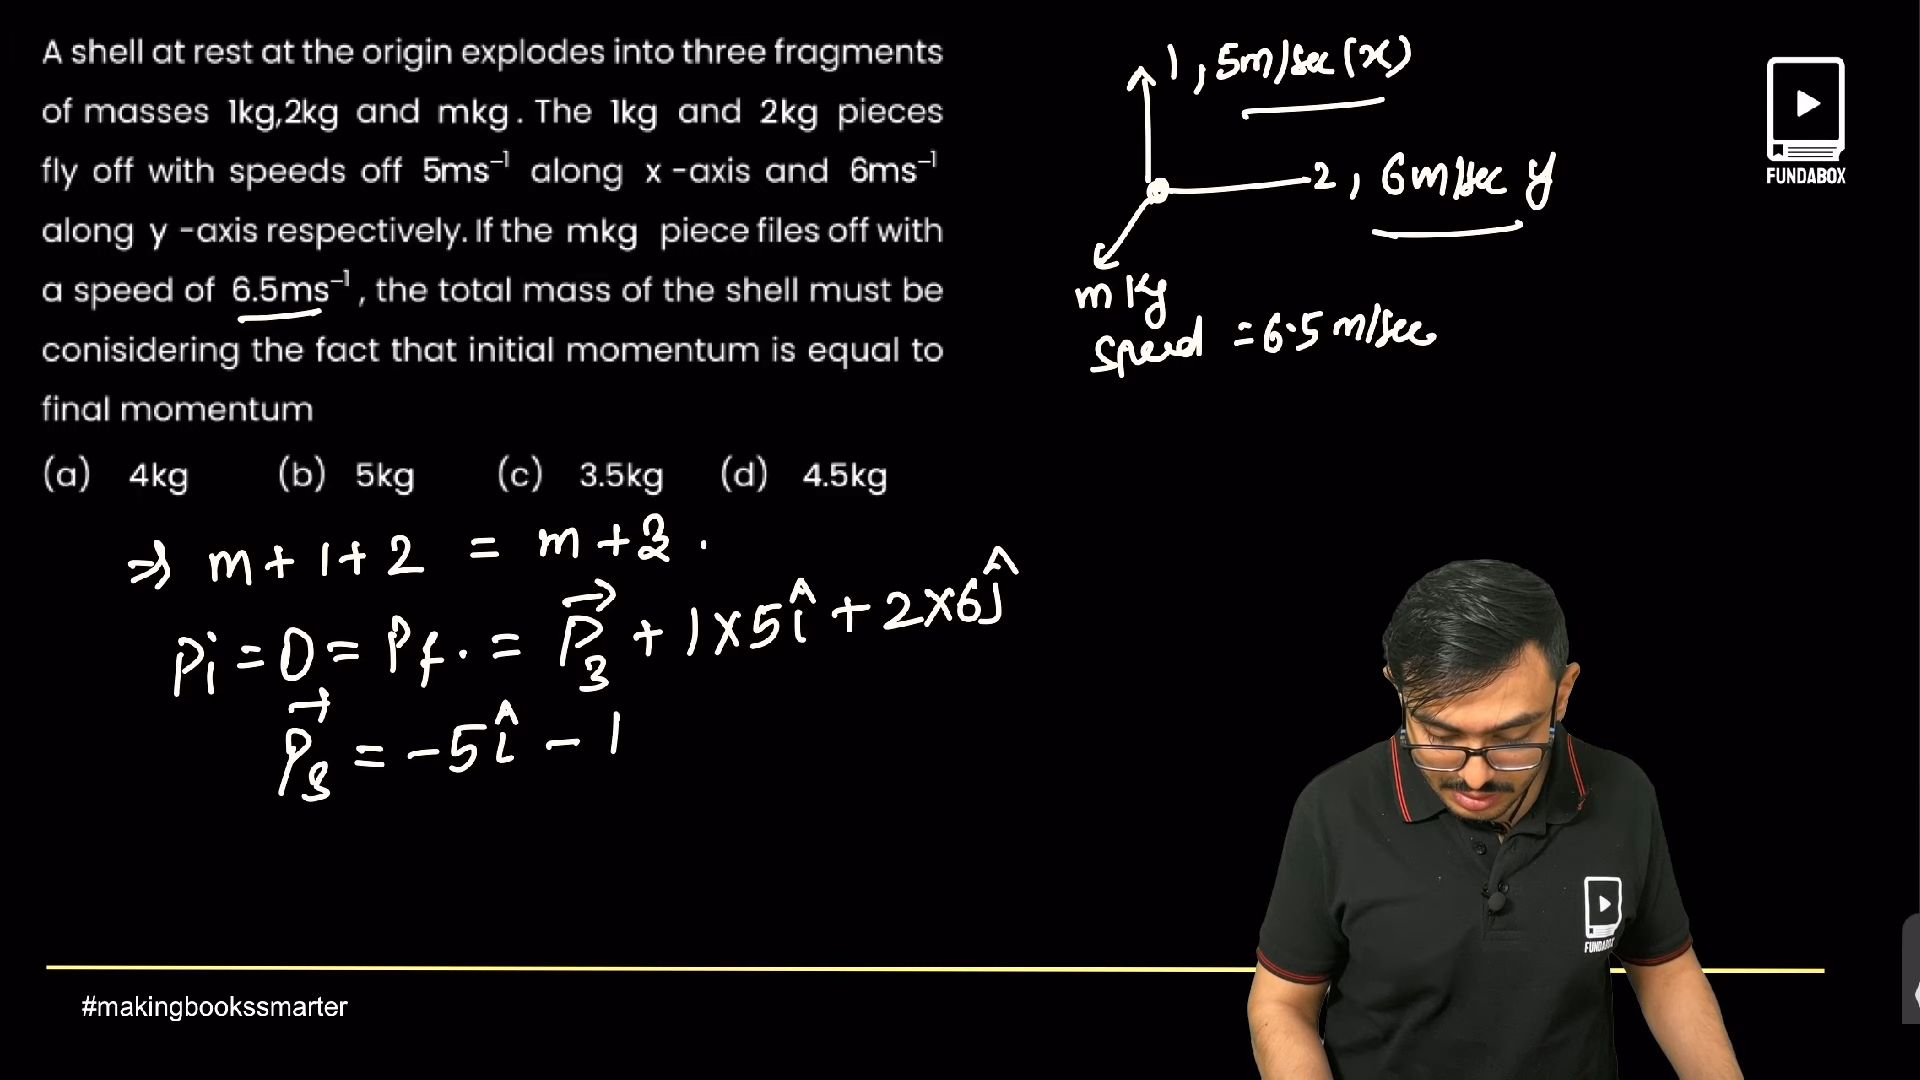 A shell at rest at the origin explodes into three fragments
of masses 1kg,2kg and mkg. The 1kg and 2kg pieces
fly off with speeds off 5ms⁻¹ along x -axis and 6ms⁻¹
along y -axis respectively. If the mkg piece files off with
a speed of 6.5ms⁻¹, the total mass of the shell must be
conisidering the fact that initial momentum is equal to
final momentum
(a) 4kg (b) 5kg (c) 3.5kg (d) 4.5kg
⇒ m + 1 + 2 = m + 3 .
Pi = 0 = Pf. = P⃗₃ + 1×5î + 2×6ĵ
P⃗₃ = -5î - 1
1, 5m/sec (x)
2, 6m/sec y
m kg
speed = 6.5 m/sec
FUNDABOX
FUNDABOX
#makingbookssmarter